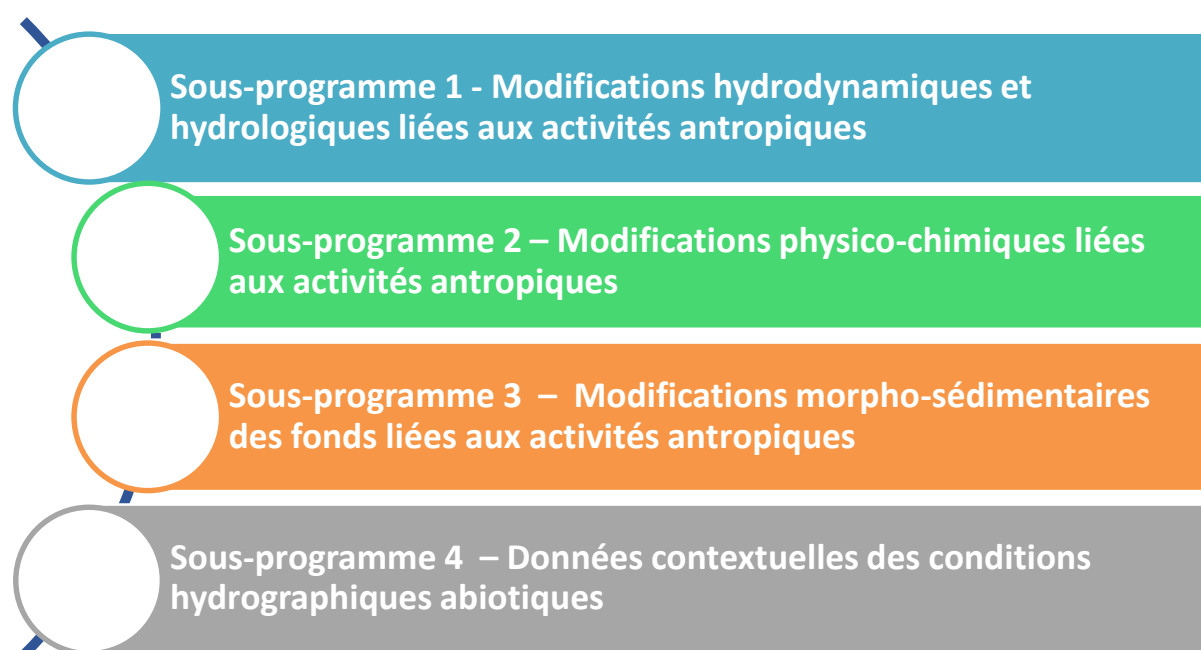 Sous-programme 1 - Modifications hydrodynamiques et
hydrologiques liées aux activités antropiques
Sous-programme 2 – Modifications physico-chimiques liées
aux activités antropiques
Sous-programme 3 – Modifications morpho-sédimentaires
des fonds liées aux activités antropiques
Sous-programme 4 – Données contextuelles des conditions
hydrographiques abiotiques